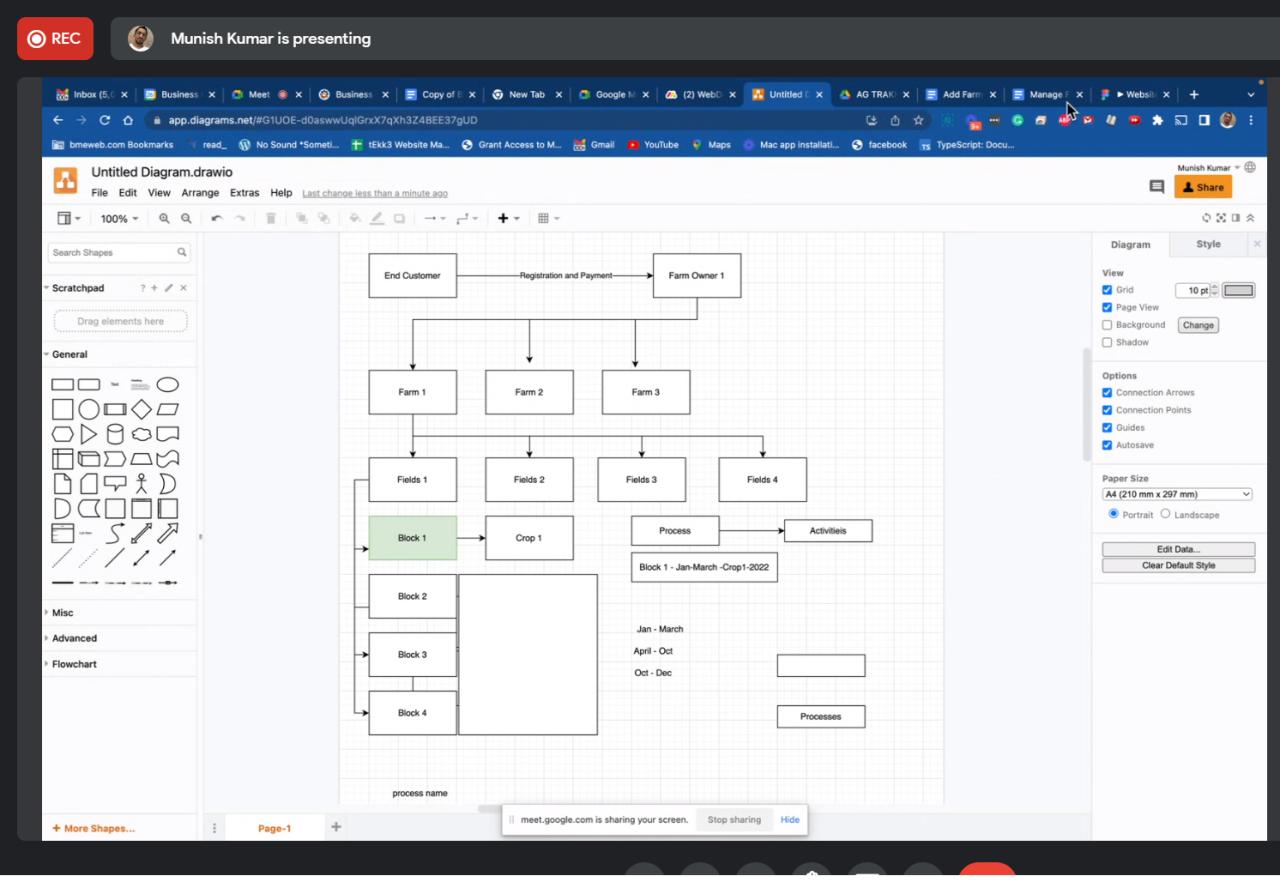 REC
Munish Kumar is presenting
Inbox (5, Business Meet Business Copy of E New Tab Google M (2) WebD Untitled D AG TRAK Add Farm Manage F Websit
app.diagrams.net/#G1UOE-d0aswwUqIGrxX7qXh3Z4BEE37gUD
bmeweb.com Bookmarks read_ No Sound *Someti... tEkk3 Website Ma... Grant Access to M... Gmail YouTube Maps Mac app installati... facebook TypeScript: Docu...
Untitled Diagram.drawio
Munish Kumar
File Edit View Arrange Extras Help Last change less than a minute ago
Share
100%
Search Shapes
Scratchpad ?
Drag elements here
General
Text
Heading
Misc
Advanced
Flowchart
+ More Shapes...
End Customer
Registration and Payment
Farm Owner 1
Farm 1
Farm 2
Farm 3
Fields 1
Fields 2
Fields 3
Fields 4
Block 1
Crop 1
Process
Activitieis
Block 1 - Jan-March -Crop1-2022
Block 2
Jan - March
Block 3
April - Oct
Oct - Dec
Block 4
Processes
process name
Diagram Style
View
Grid 10 pt
Page View
Background Change
Shadow
Options
Connection Arrows
Connection Points
Guides
Autosave
Paper Size
A4 (210 mm x 297 mm)
Portrait Landscape
Edit Data...
Clear Default Style
Page-1
meet.google.com is sharing your screen. Stop sharing Hide